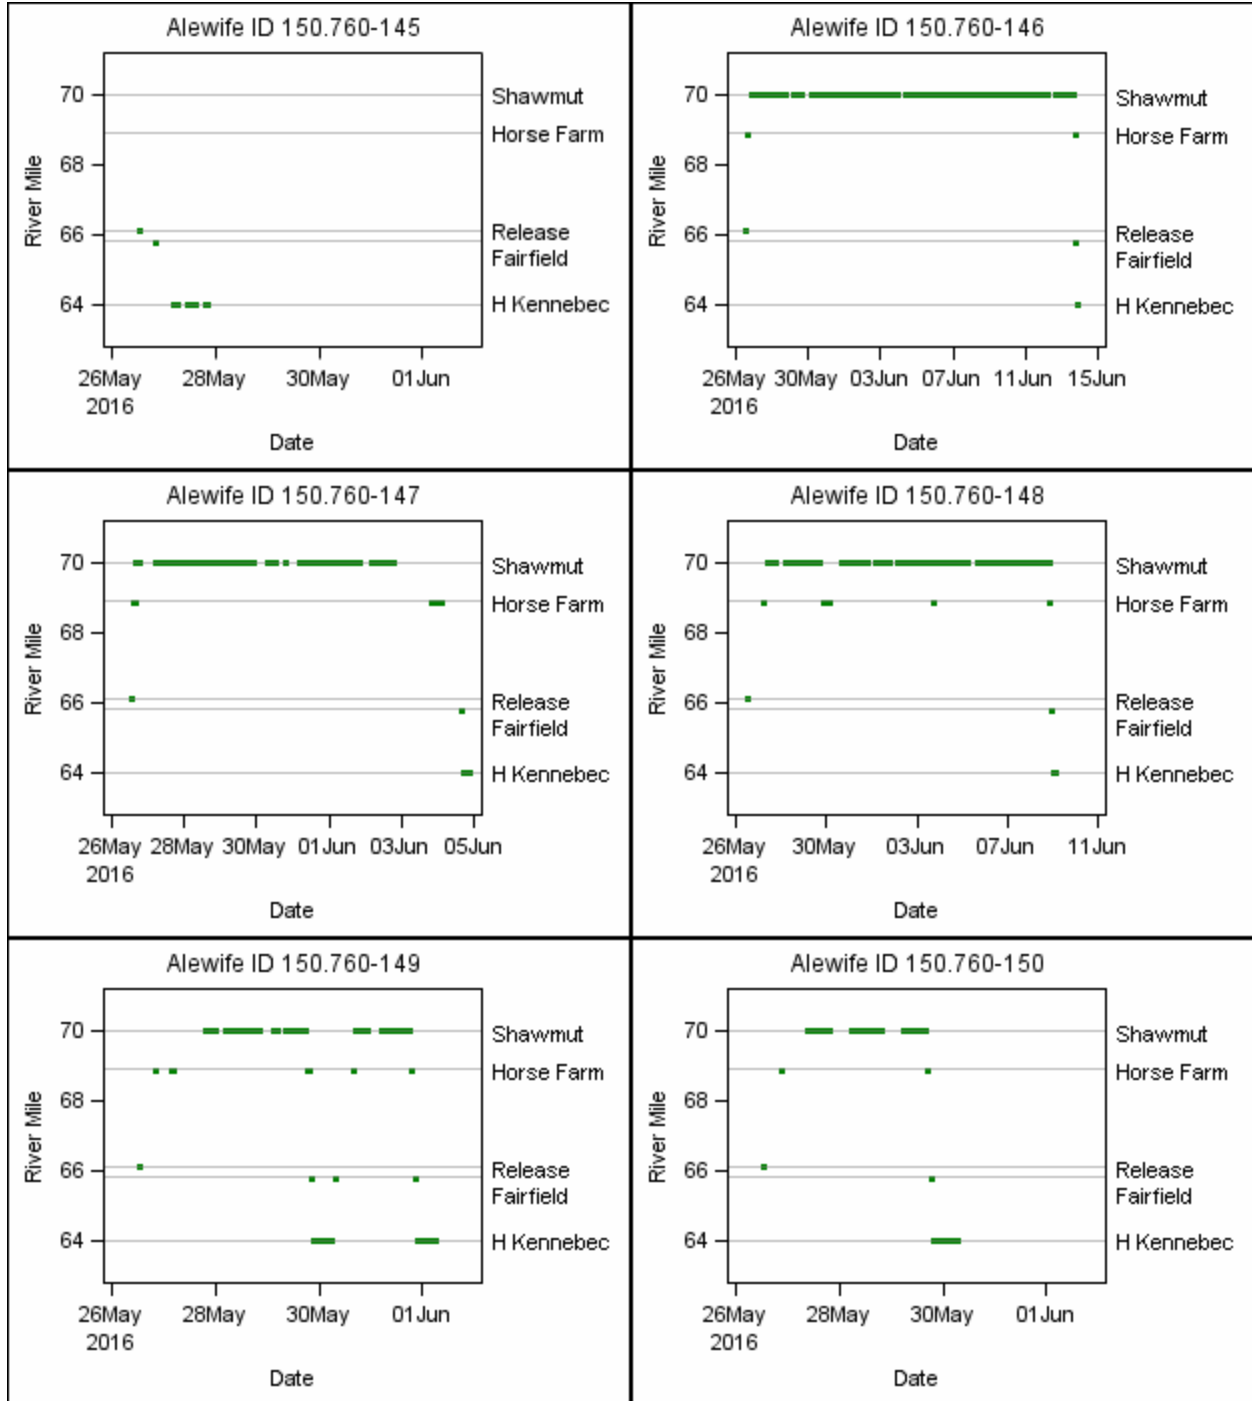 Alewife ID 150.760-145
70
68
66
64
River Mile
Shawmut
Horse Farm
Release
Fairfield
H Kennebec
26May 28May 30May 01Jun
2016
Date
Alewife ID 150.760-146
70
68
66
64
River Mile
Shawmut
Horse Farm
Release
Fairfield
H Kennebec
26May 30May 03Jun 07Jun 11Jun 15Jun
2016
Date
Alewife ID 150.760-147
70
68
66
64
River Mile
Shawmut
Horse Farm
Release
Fairfield
H Kennebec
26May 28May 30May 01Jun 03Jun 05Jun
2016
Date
Alewife ID 150.760-148
70
68
66
64
River Mile
Shawmut
Horse Farm
Release
Fairfield
H Kennebec
26May 30May 03Jun 07Jun 11Jun
2016
Date
Alewife ID 150.760-149
70
68
66
64
River Mile
Shawmut
Horse Farm
Release
Fairfield
H Kennebec
26May 28May 30May 01Jun
2016
Date
Alewife ID 150.760-150
70
68
66
64
River Mile
Shawmut
Horse Farm
Release
Fairfield
H Kennebec
26May 28May 30May 01Jun
2016
Date